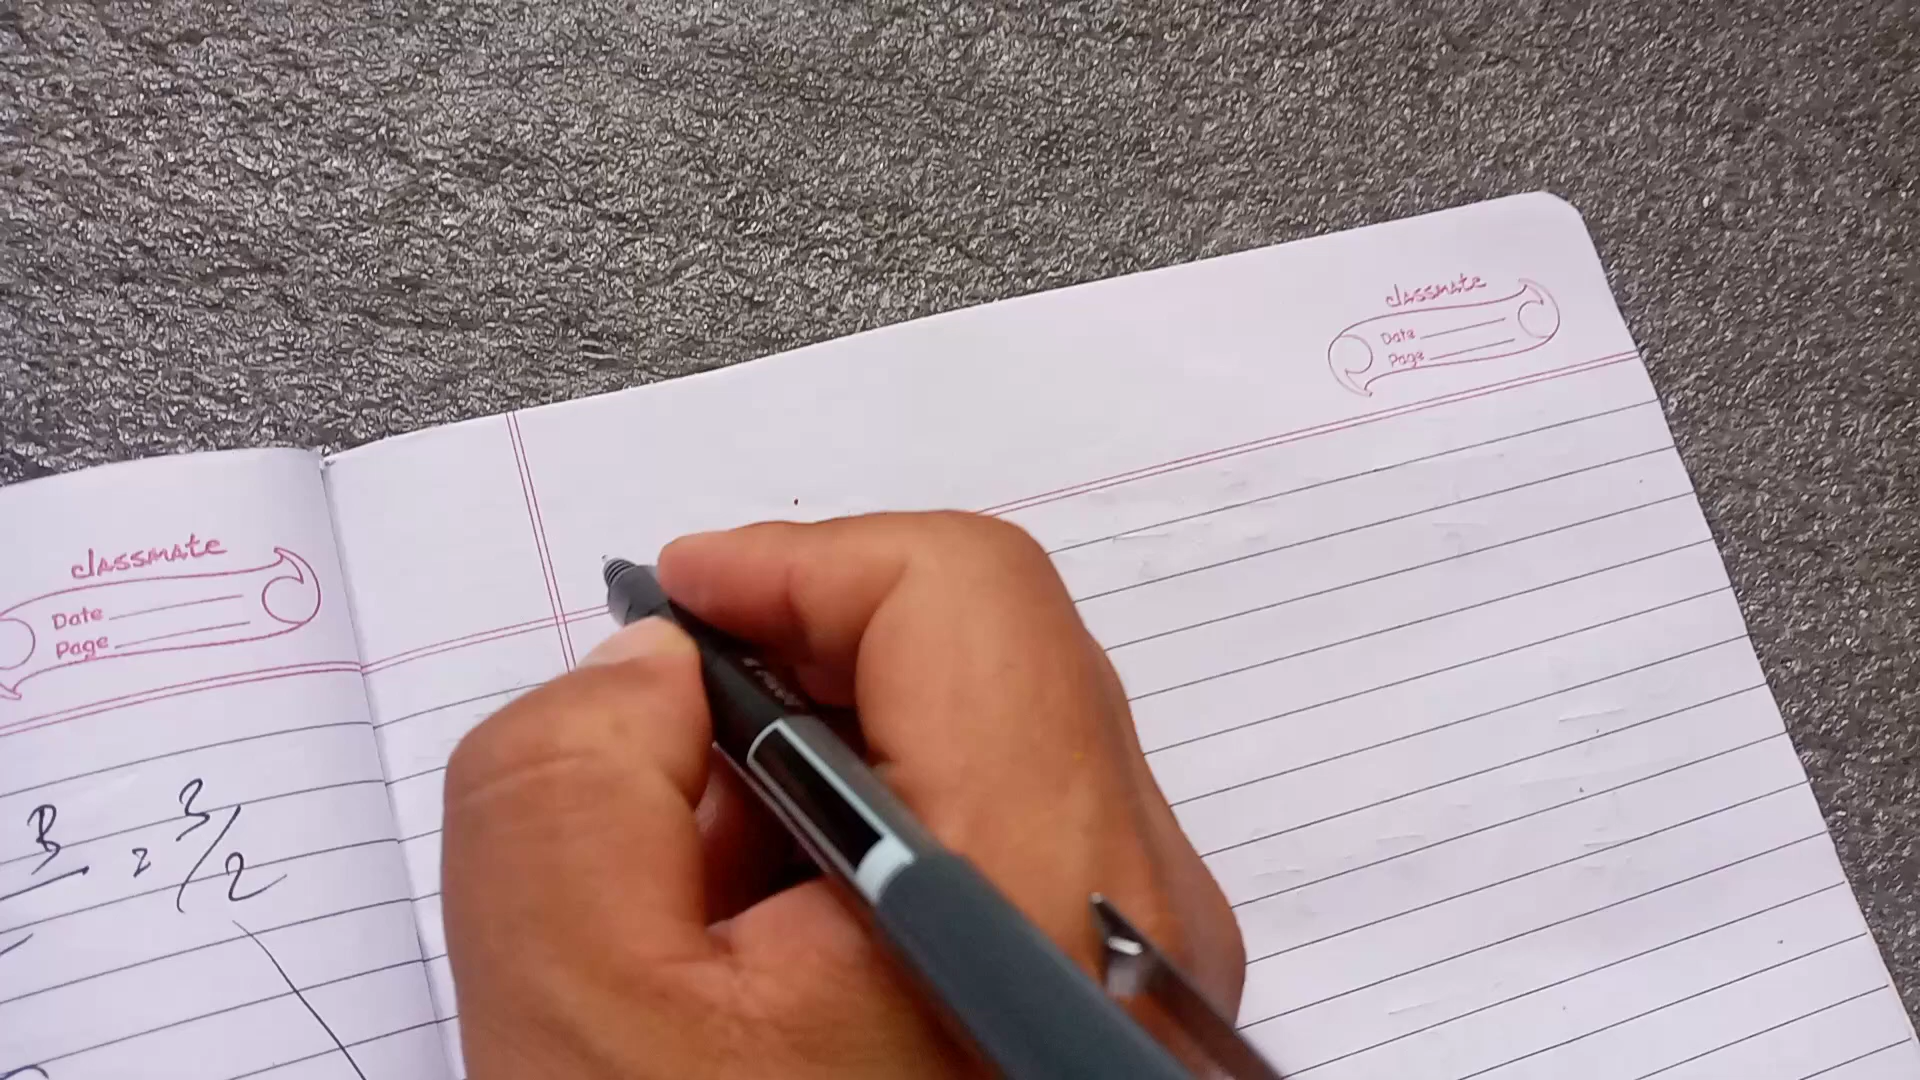 classmate
Date
Page
classmate
Date
Page
B = 3/2